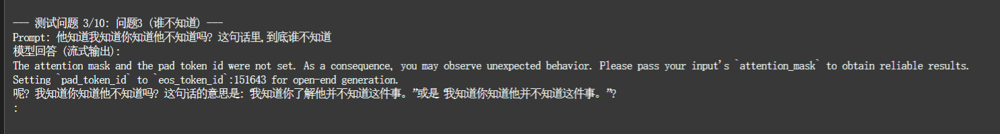 --- 测试问题 3/10: 问题3 (谁不知道) ---
Prompt: 他知道我知道你知道他不知道吗? 这句话里,到底谁不知道
模型回答 (流式输出):
The attention mask and the pad token id were not set. As a consequence, you may observe unexpected behavior. Please pass your input's `attention_mask` to obtain reliable results.
Setting `pad_token_id` to `eos_token_id`:151643 for open-end generation.
呢? 我知道你知道他不知道吗? 这句话的意思是: “我知道你了解他并不知道这件事。”或是 “我知道你知道他并不知道这件事。”?
: